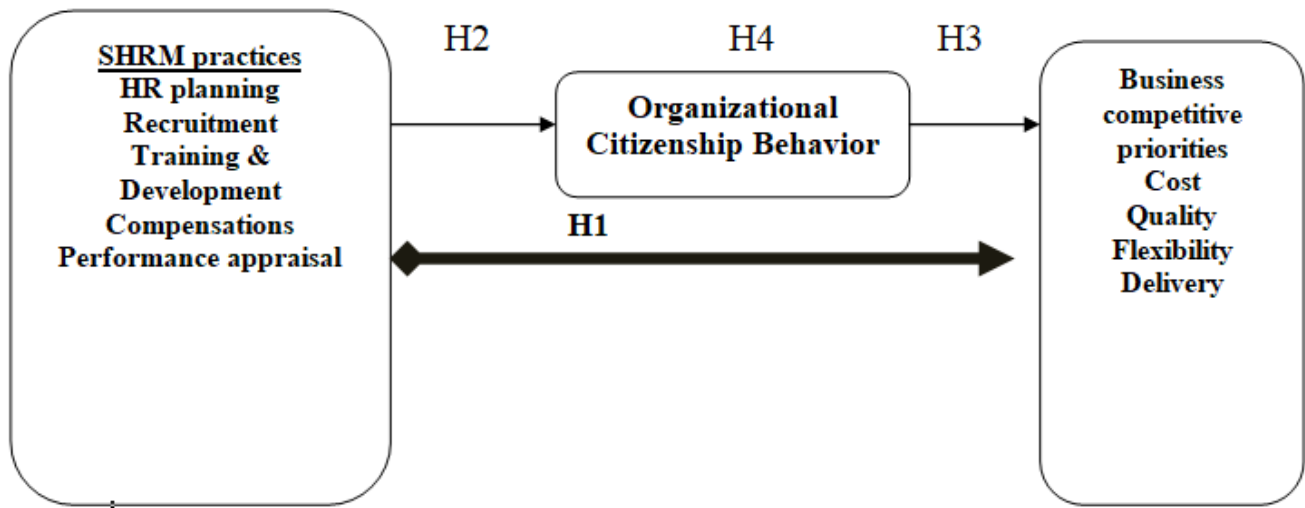 H2
H4
H3
SHRM practices
HR planning
Recruitment
Training &
Development
Compensations
Performance appraisal
Organizational
Citizenship Behavior
H1
Business
competitive
priorities
Cost
Quality
Flexibility
Delivery